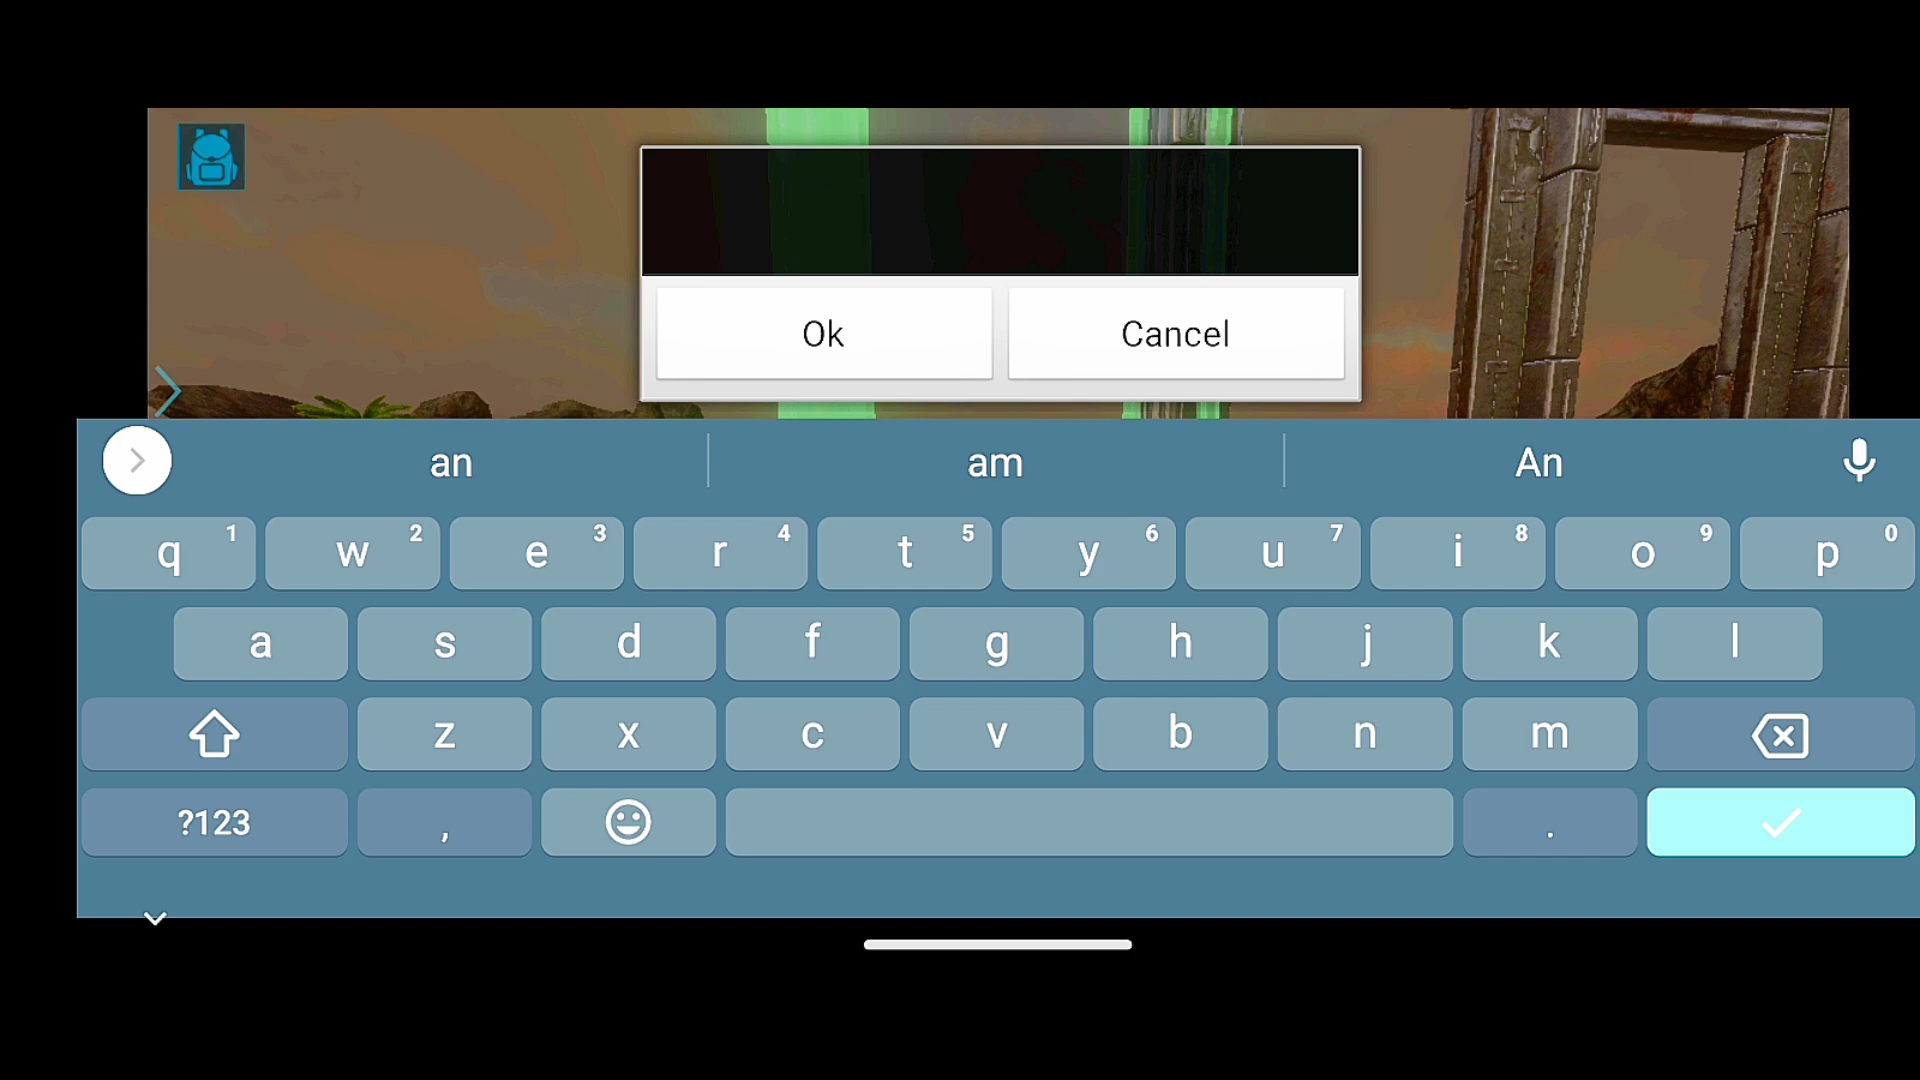 Ok Cancel
an am An
q 1 w 2 e 3 r 4 t 5 y 6 u 7 i 8 o 9 p 0
a s d f g h j k l
z x c v b n m
?123 , .